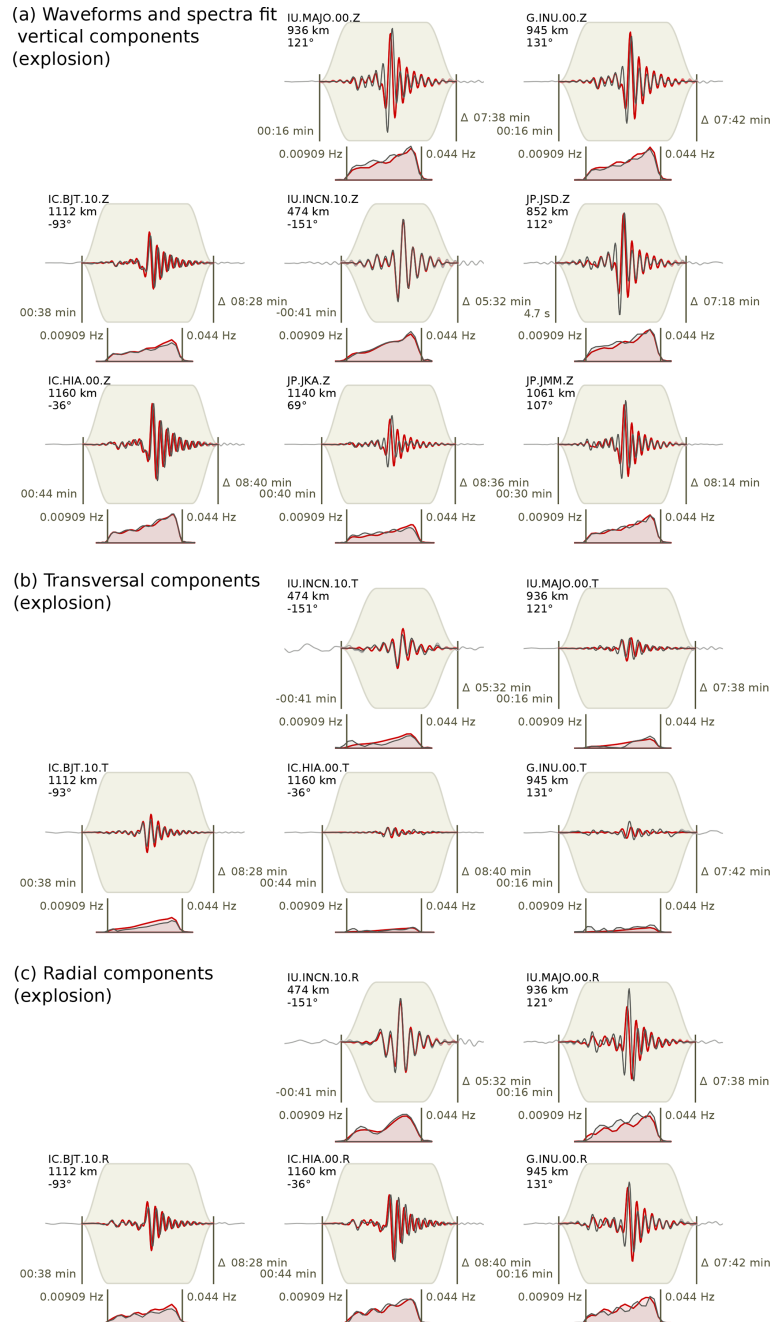 (a) Waveforms and spectra fit
vertical components
(explosion)
IU.MAJO.00.Z
936 km
121°
00:16 min
Δ 07:38 min
0.00909 Hz
0.044 Hz
G.INU.00.Z
945 km
131°
00:16 min
Δ 07:42 min
0.00909 Hz
0.044 Hz
IC.BJT.10.Z
1112 km
-93°
00:38 min
Δ 08:28 min
0.00909 Hz
0.044 Hz
IU.INCN.10.Z
474 km
-151°
-00:41 min
Δ 05:32 min
0.00909 Hz
0.044 Hz
JP.JSD.Z
852 km
112°
4.7 s
Δ 07:18 min
0.00909 Hz
0.044 Hz
IC.HIA.00.Z
1160 km
-36°
00:44 min
Δ 08:40 min
0.00909 Hz
0.044 Hz
JP.JKA.Z
1140 km
69°
00:40 min
Δ 08:36 min
0.00909 Hz
0.044 Hz
JP.JMM.Z
1061 km
107°
00:30 min
Δ 08:14 min
0.00909 Hz
0.044 Hz
(b) Transversal components
(explosion)
IU.INCN.10.T
474 km
-151°
-00:41 min
Δ 05:32 min
0.00909 Hz
0.044 Hz
IU.MAJO.00.T
936 km
121°
00:16 min
Δ 07:38 min
0.00909 Hz
0.044 Hz
IC.BJT.10.T
1112 km
-93°
00:38 min
Δ 08:28 min
0.00909 Hz
0.044 Hz
IC.HIA.00.T
1160 km
-36°
00:44 min
Δ 08:40 min
0.00909 Hz
0.044 Hz
G.INU.00.T
945 km
131°
00:16 min
Δ 07:42 min
0.00909 Hz
0.044 Hz
(c) Radial components
(explosion)
IU.INCN.10.R
474 km
-151°
-00:41 min
Δ 05:32 min
0.00909 Hz
0.044 Hz
IU.MAJO.00.R
936 km
121°
00:16 min
Δ 07:38 min
0.00909 Hz
0.044 Hz
IC.BJT.10.R
1112 km
-93°
00:38 min
Δ 08:28 min
0.00909 Hz
0.044 Hz
IC.HIA.00.R
1160 km
-36°
00:44 min
Δ 08:40 min
0.00909 Hz
0.044 Hz
G.INU.00.R
945 km
131°
00:16 min
Δ 07:42 min
0.00909 Hz
0.044 Hz